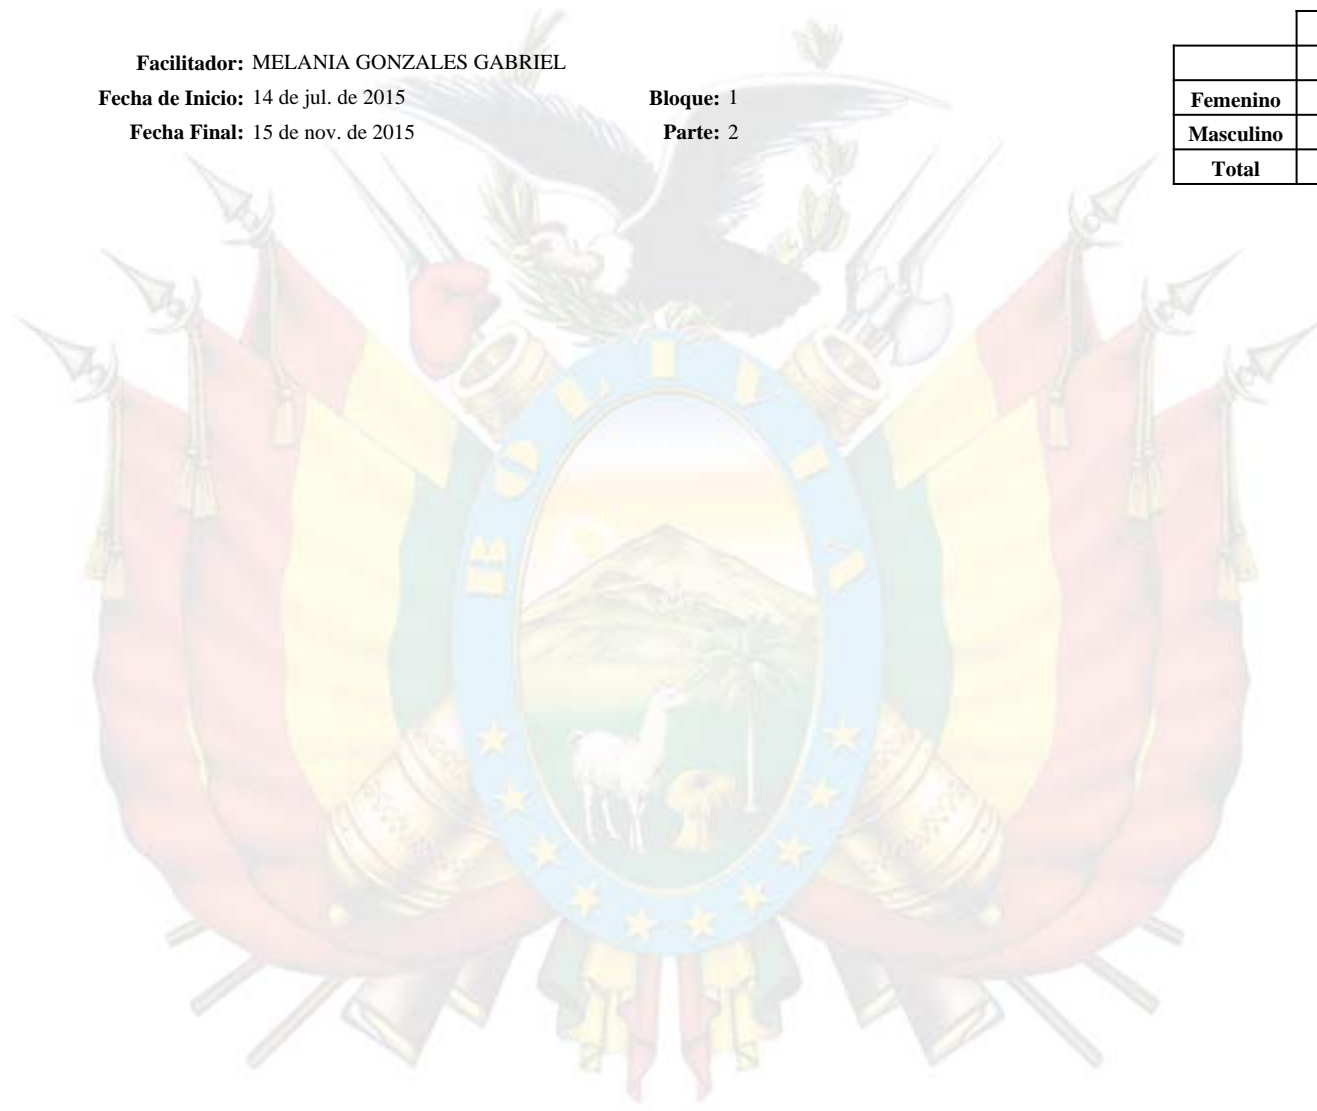 Facilitador: MELANIA GONZALES GABRIEL
Fecha de Inicio: 14 de jul. de 2015 Bloque: 1
Fecha Final: 15 de nov. de 2015 Parte: 2
Femenino
Masculino
Total
BOLIVIA